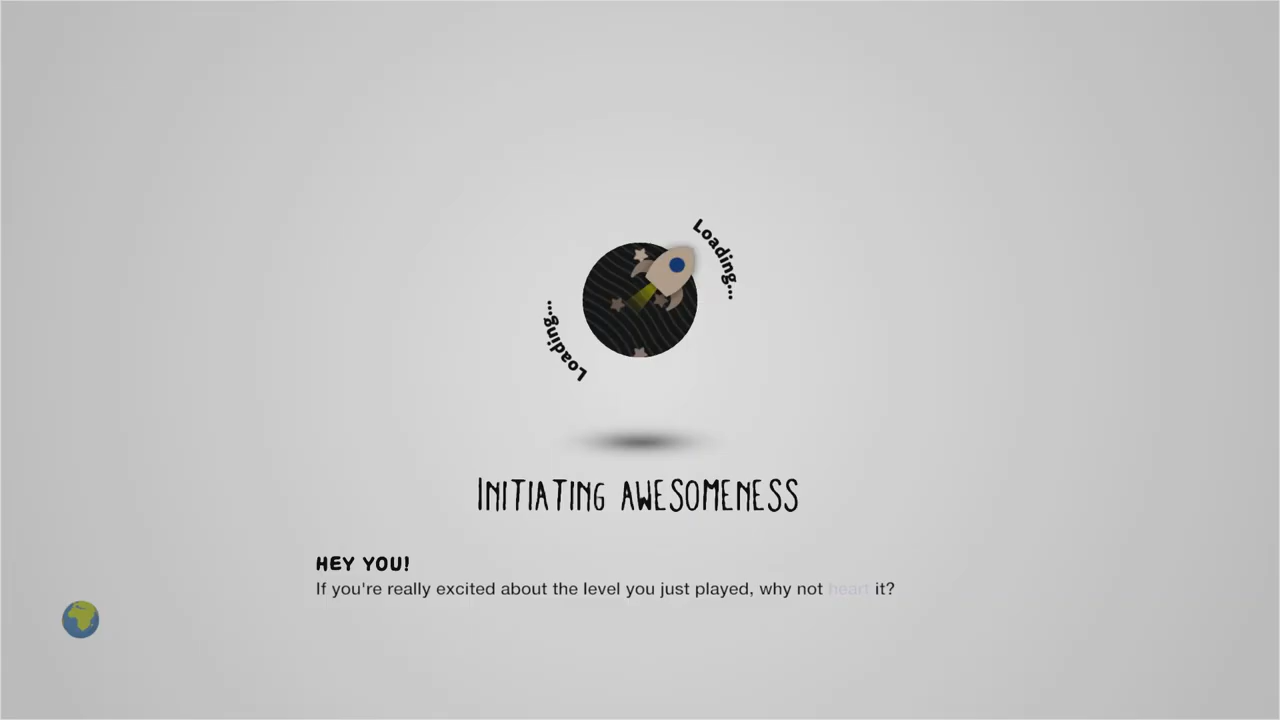 Loading...
Loading...
INITIATING AWESOMENESS
HEY YOU!
If you're really excited about the level you just played, why not heart it?